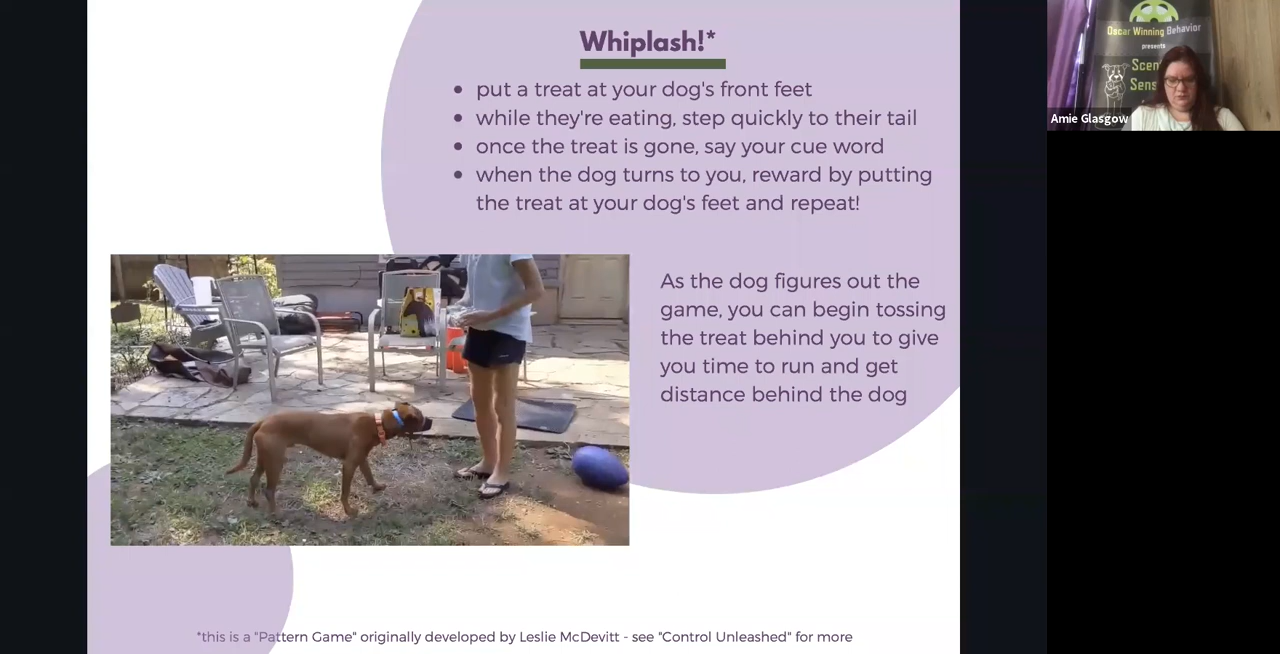 Whiplash!*
• put a treat at your dog's front feet
• while they're eating, step quickly to their tail
• once the treat is gone, say your cue word
• when the dog turns to you, reward by putting
the treat at your dog's feet and repeat!
As the dog figures out the
game, you can begin tossing
the treat behind you to give
you time to run and get
distance behind the dog
*this is a "Pattern Game" originally developed by Leslie McDevitt - see "Control Unleashed" for more
Oscar Winning Behavior
presents
Amie Glasgow